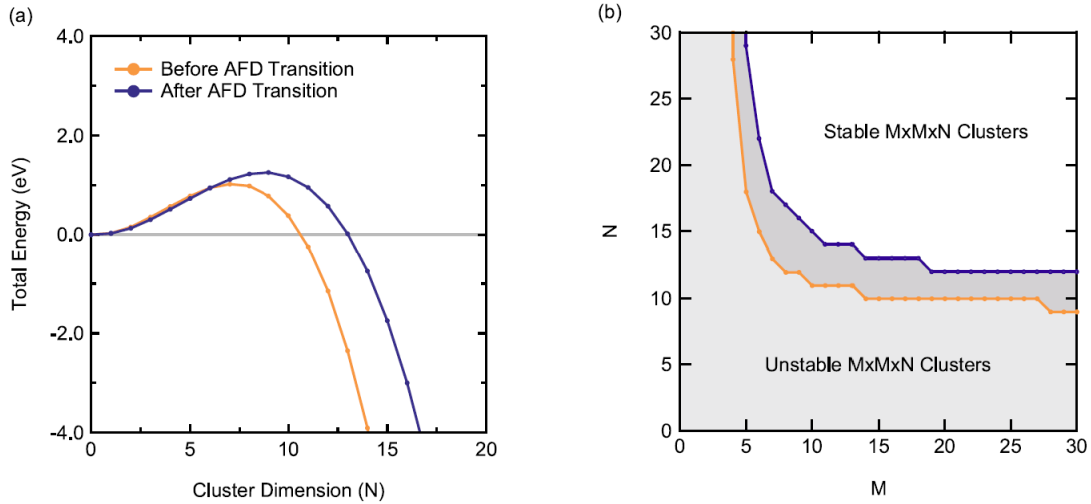 (a)
4.0
2.0
0.0
-2.0
-4.0
Total Energy (eV)
Before AFD Transition
After AFD Transition
0
5
10
15
20
Cluster Dimension (N)
(b)
30
25
20
15
10
5
0
N
Stable MxMxN Clusters
Unstable MxMxN Clusters
0
5
10
15
20
25
30
M